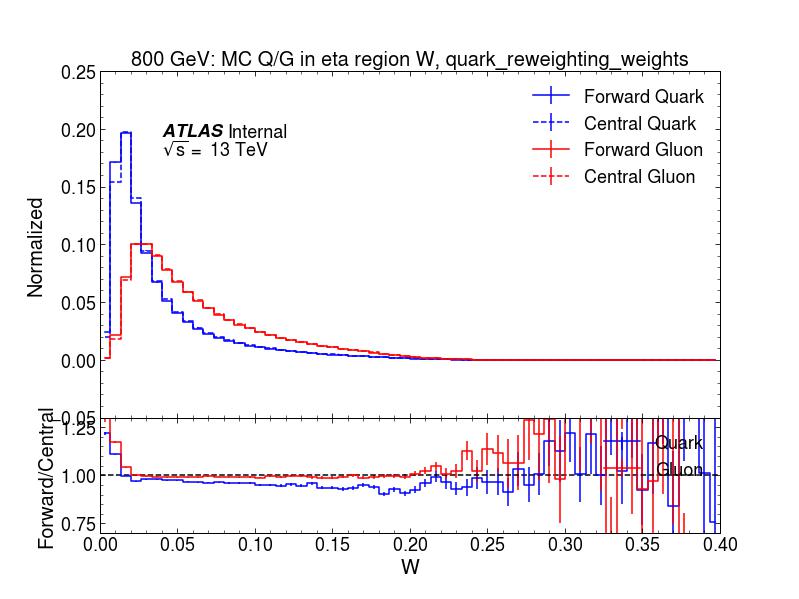 800 GeV: MC Q/G in eta region W, quark_reweighting_weights
0.25
0.20
0.15
0.10
0.05
0.00
0.05
Normalized
ATLAS Internal
√s = 13 TeV
Forward Quark
Central Quark
Forward Gluon
Central Gluon
1.25
1.00
0.75
Forward/Central
Quark
Gluon
0.00 0.05 0.10 0.15 0.20 0.25 0.30 0.35 0.40
W